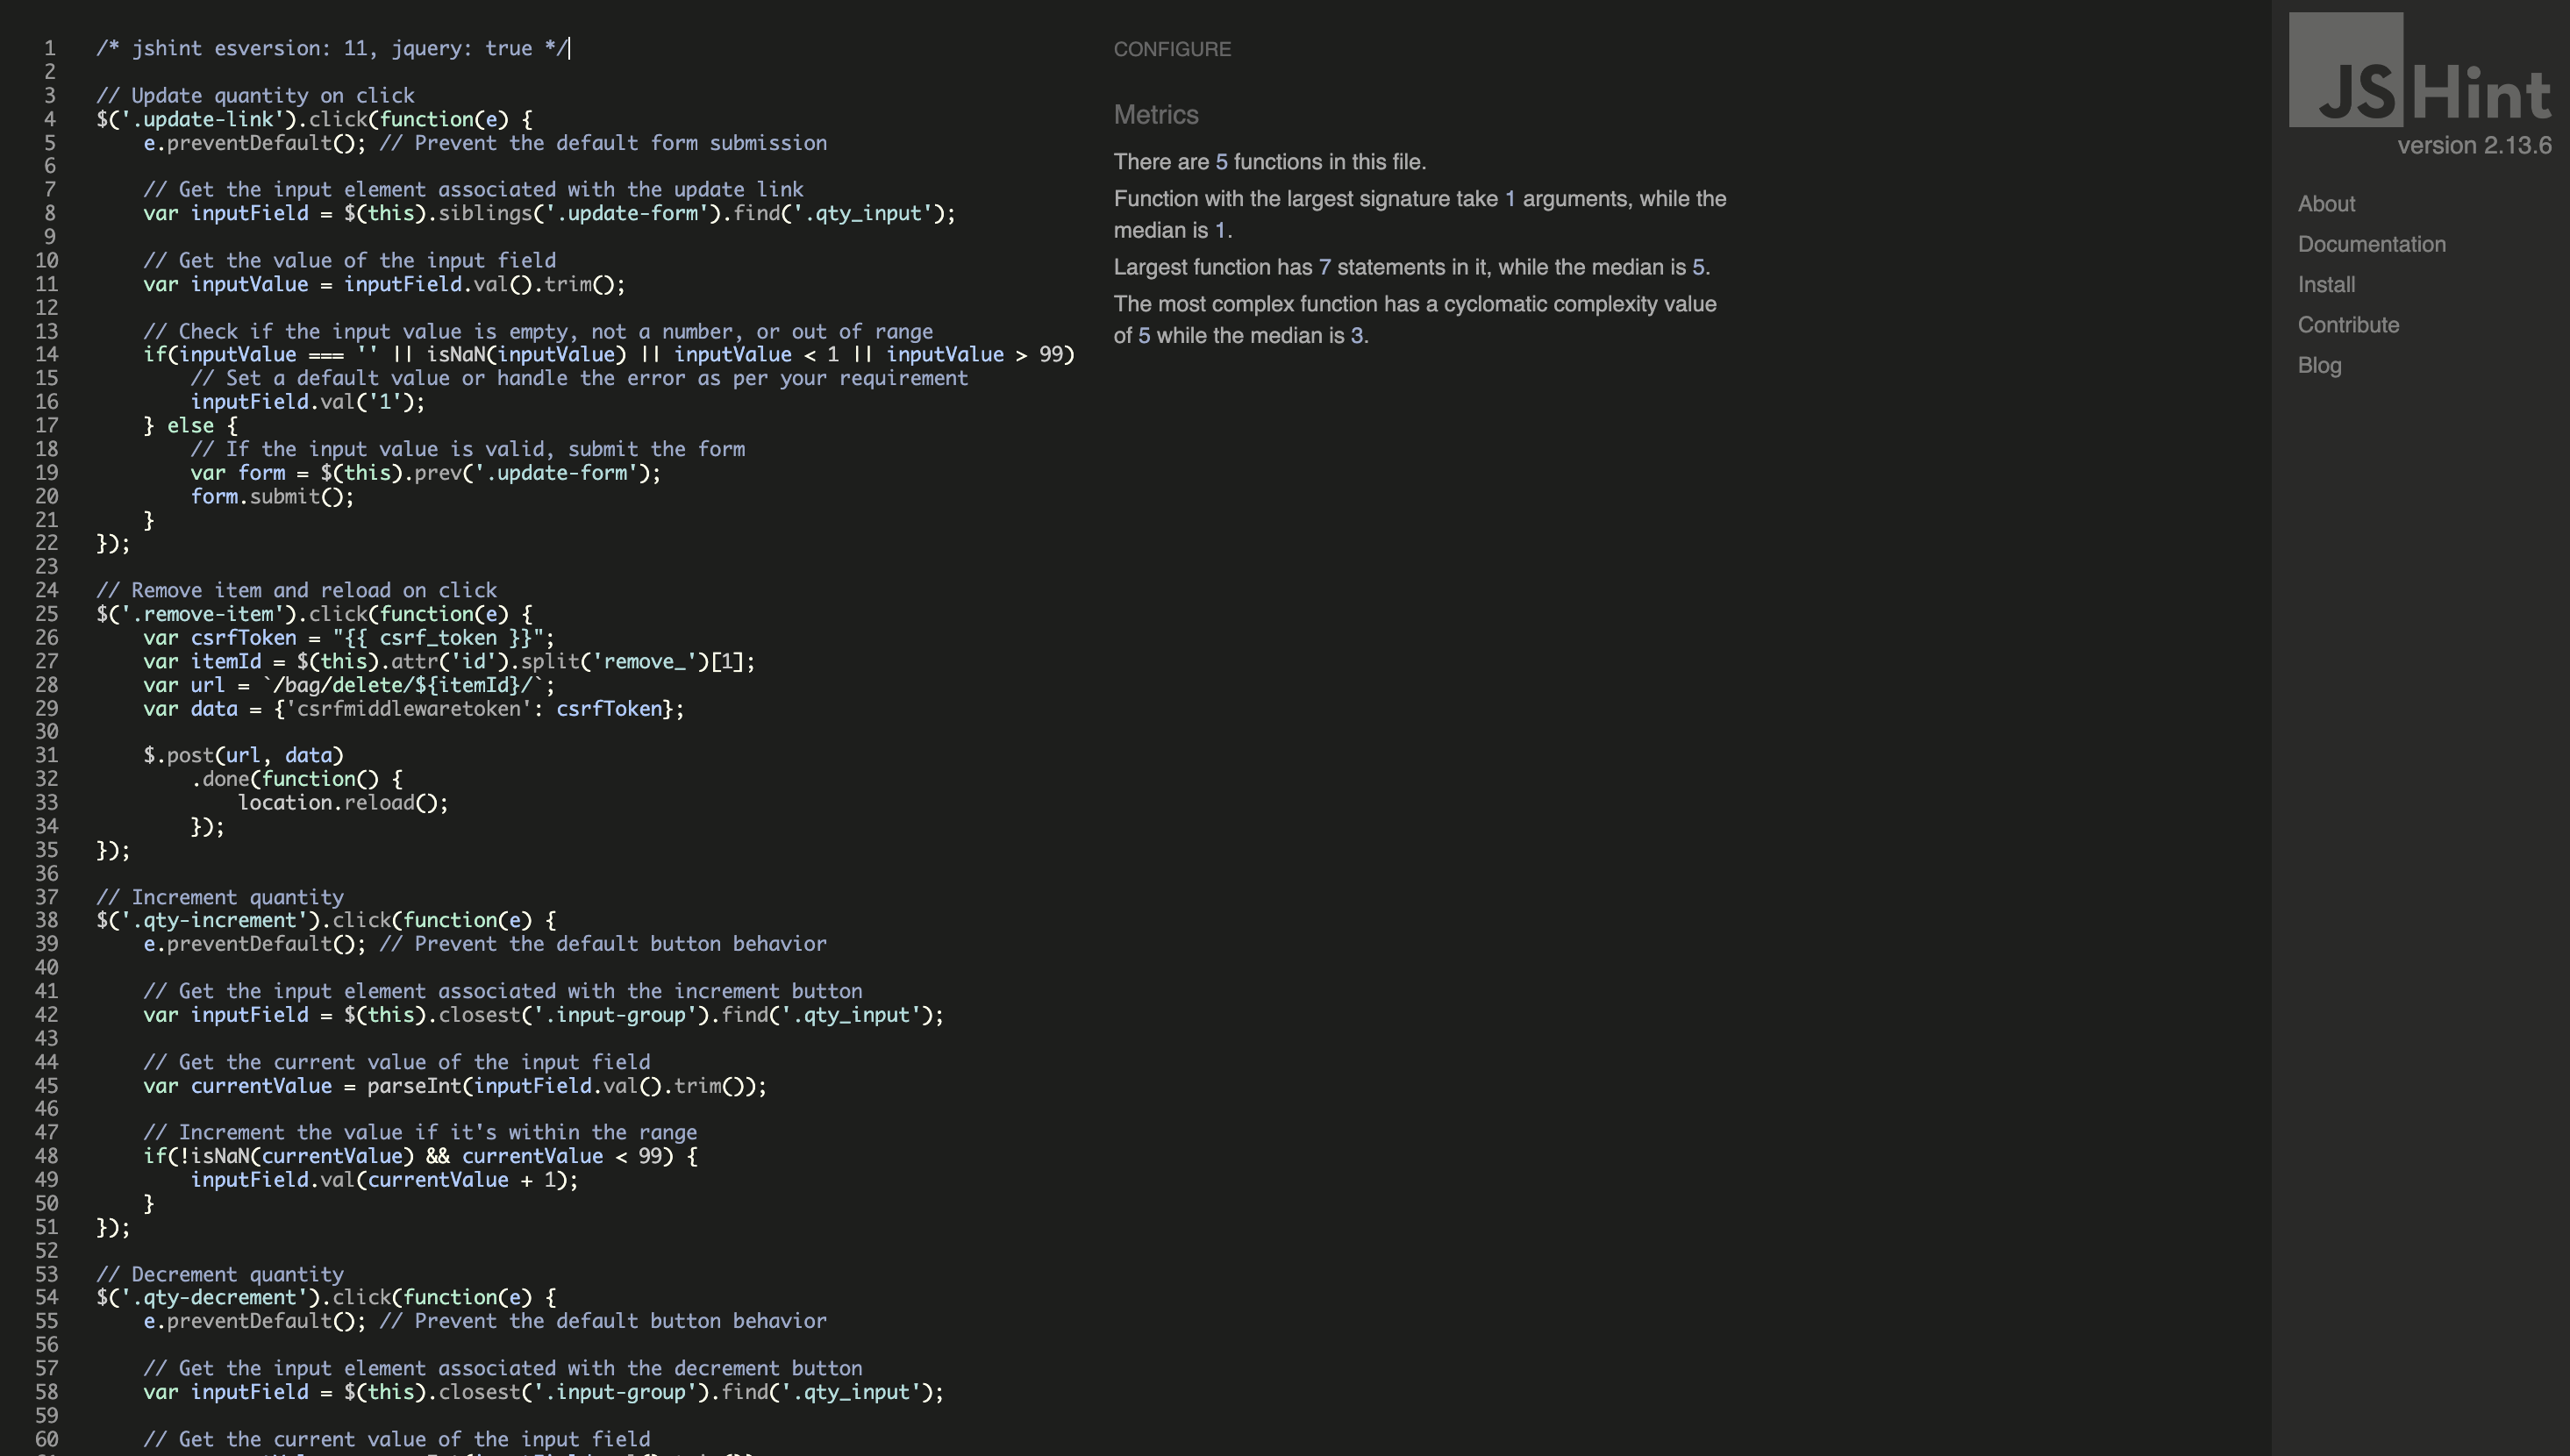 1 /* jshint esversion: 11, jquery: true */
2
3 // Update quantity on click
4 $('.update-link').click(function(e) {
5 e.preventDefault(); // Prevent the default form submission
6
7 // Get the input element associated with the update link
8 var inputField = $(this).siblings('.update-form').find('.qty_input');
9
10 // Get the value of the input field
11 var inputValue = inputField.val().trim();
12
13 // Check if the input value is empty, not a number, or out of range
14 if(inputValue === '' || isNaN(inputValue) || inputValue < 1 || inputValue > 99)
15 // Set a default value or handle the error as per your requirement
16 inputField.val('1');
17 } else {
18 // If the input value is valid, submit the form
19 var form = $(this).prev('.update-form');
20 form.submit();
21 }
22 });
23
24 // Remove item and reload on click
25 $('.remove-item').click(function(e) {
26 var csrfToken = "{{ csrf_token }}";
27 var itemId = $(this).attr('id').split('remove_')[1];
28 var url = `/bag/delete/${itemId}/`;
29 var data = {'csrfmiddlewaretoken': csrfToken};
30
31 $.post(url, data)
32 .done(function() {
33 location.reload();
34 });
35 });
36
37 // Increment quantity
38 $('.qty-increment').click(function(e) {
39 e.preventDefault(); // Prevent the default button behavior
40
41 // Get the input element associated with the increment button
42 var inputField = $(this).closest('.input-group').find('.qty_input');
43
44 // Get the current value of the input field
45 var currentValue = parseInt(inputField.val().trim());
46
47 // Increment the value if it's within the range
48 if(!isNaN(currentValue) && currentValue < 99) {
49 inputField.val(currentValue + 1);
50 }
51 });
52
53 // Decrement quantity
54 $('.qty-decrement').click(function(e) {
55 e.preventDefault(); // Prevent the default button behavior
56
57 // Get the input element associated with the decrement button
58 var inputField = $(this).closest('.input-group').find('.qty_input');
59
60 // Get the current value of the input field
CONFIGURE
Metrics
There are 5 functions in this file.
Function with the largest signature take 1 arguments, while the
median is 1.
Largest function has 7 statements in it, while the median is 5.
The most complex function has a cyclomatic complexity value
of 5 while the median is 3.
JSHint
version 2.13.6
About
Documentation
Install
Contribute
Blog